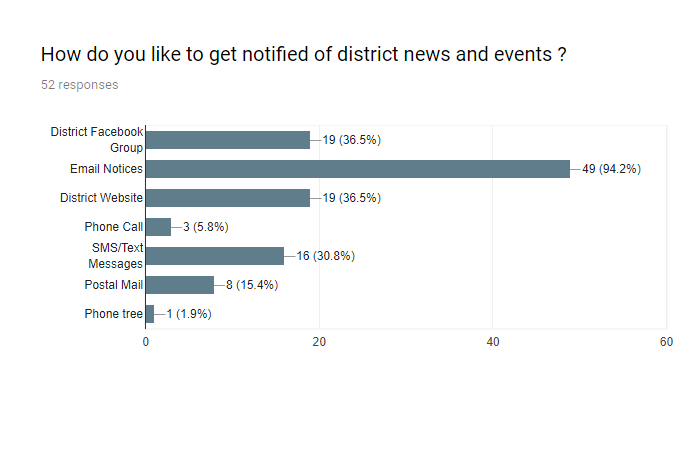 How do you like to get notified of district news and events ?
52 responses
District Facebook
Group
19 (36.5%)
Email Notices
49 (94.2%)
District Website
19 (36.5%)
Phone Call
3 (5.8%)
SMS/Text
Messages
16 (30.8%)
Postal Mail
8 (15.4%)
Phone tree
1 (1.9%)
0
20
40
60